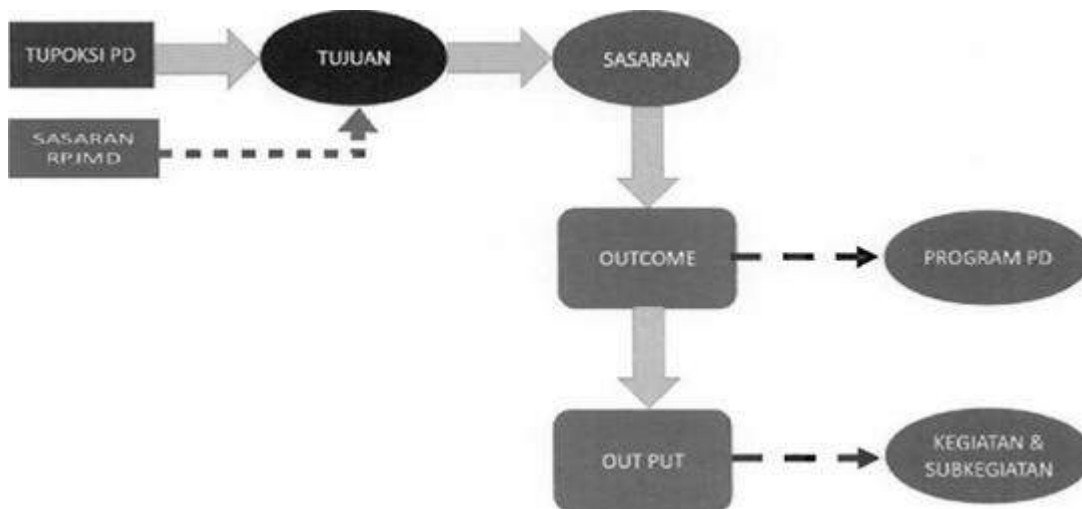 TUPOKSI PD
TUJUAN
SASARAN
SASARAN
RPJMD
OUTCOME
PROGRAM PD
OUT PUT
KEGIATAN &
SUBKEGIATAN